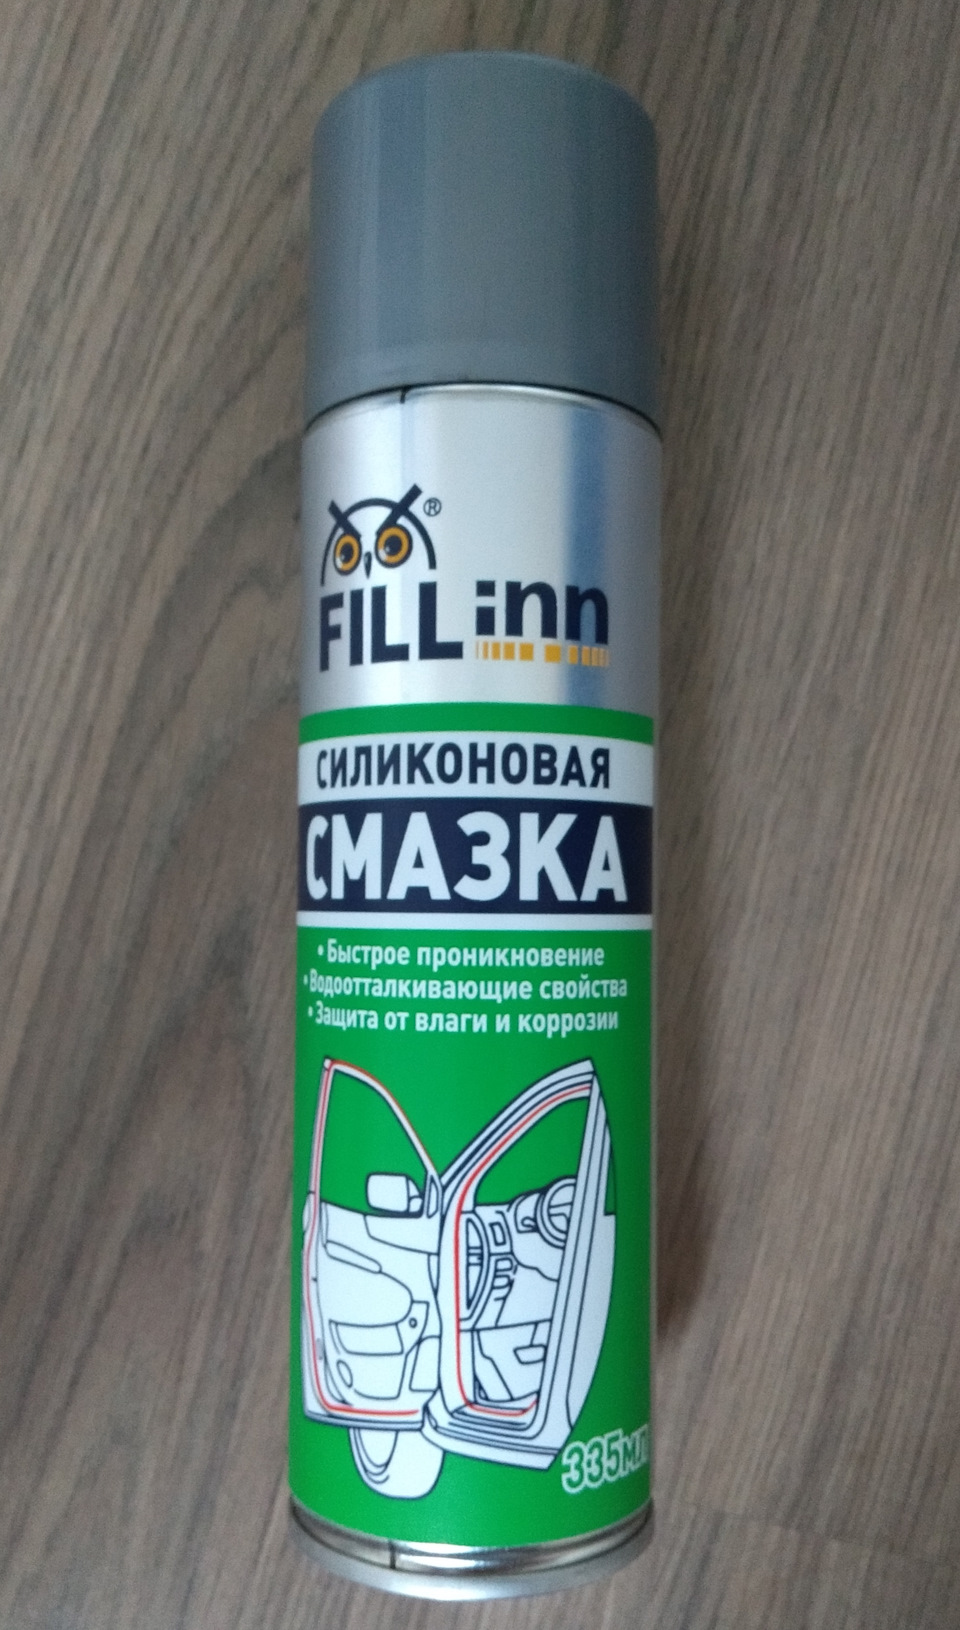 ®
FILL inn
СИЛИКОНОВАЯ
СМАЗКА
• Быстрое проникновение
• Водоотталкивающие свойства
• Защита от влаги и коррозии
335мл